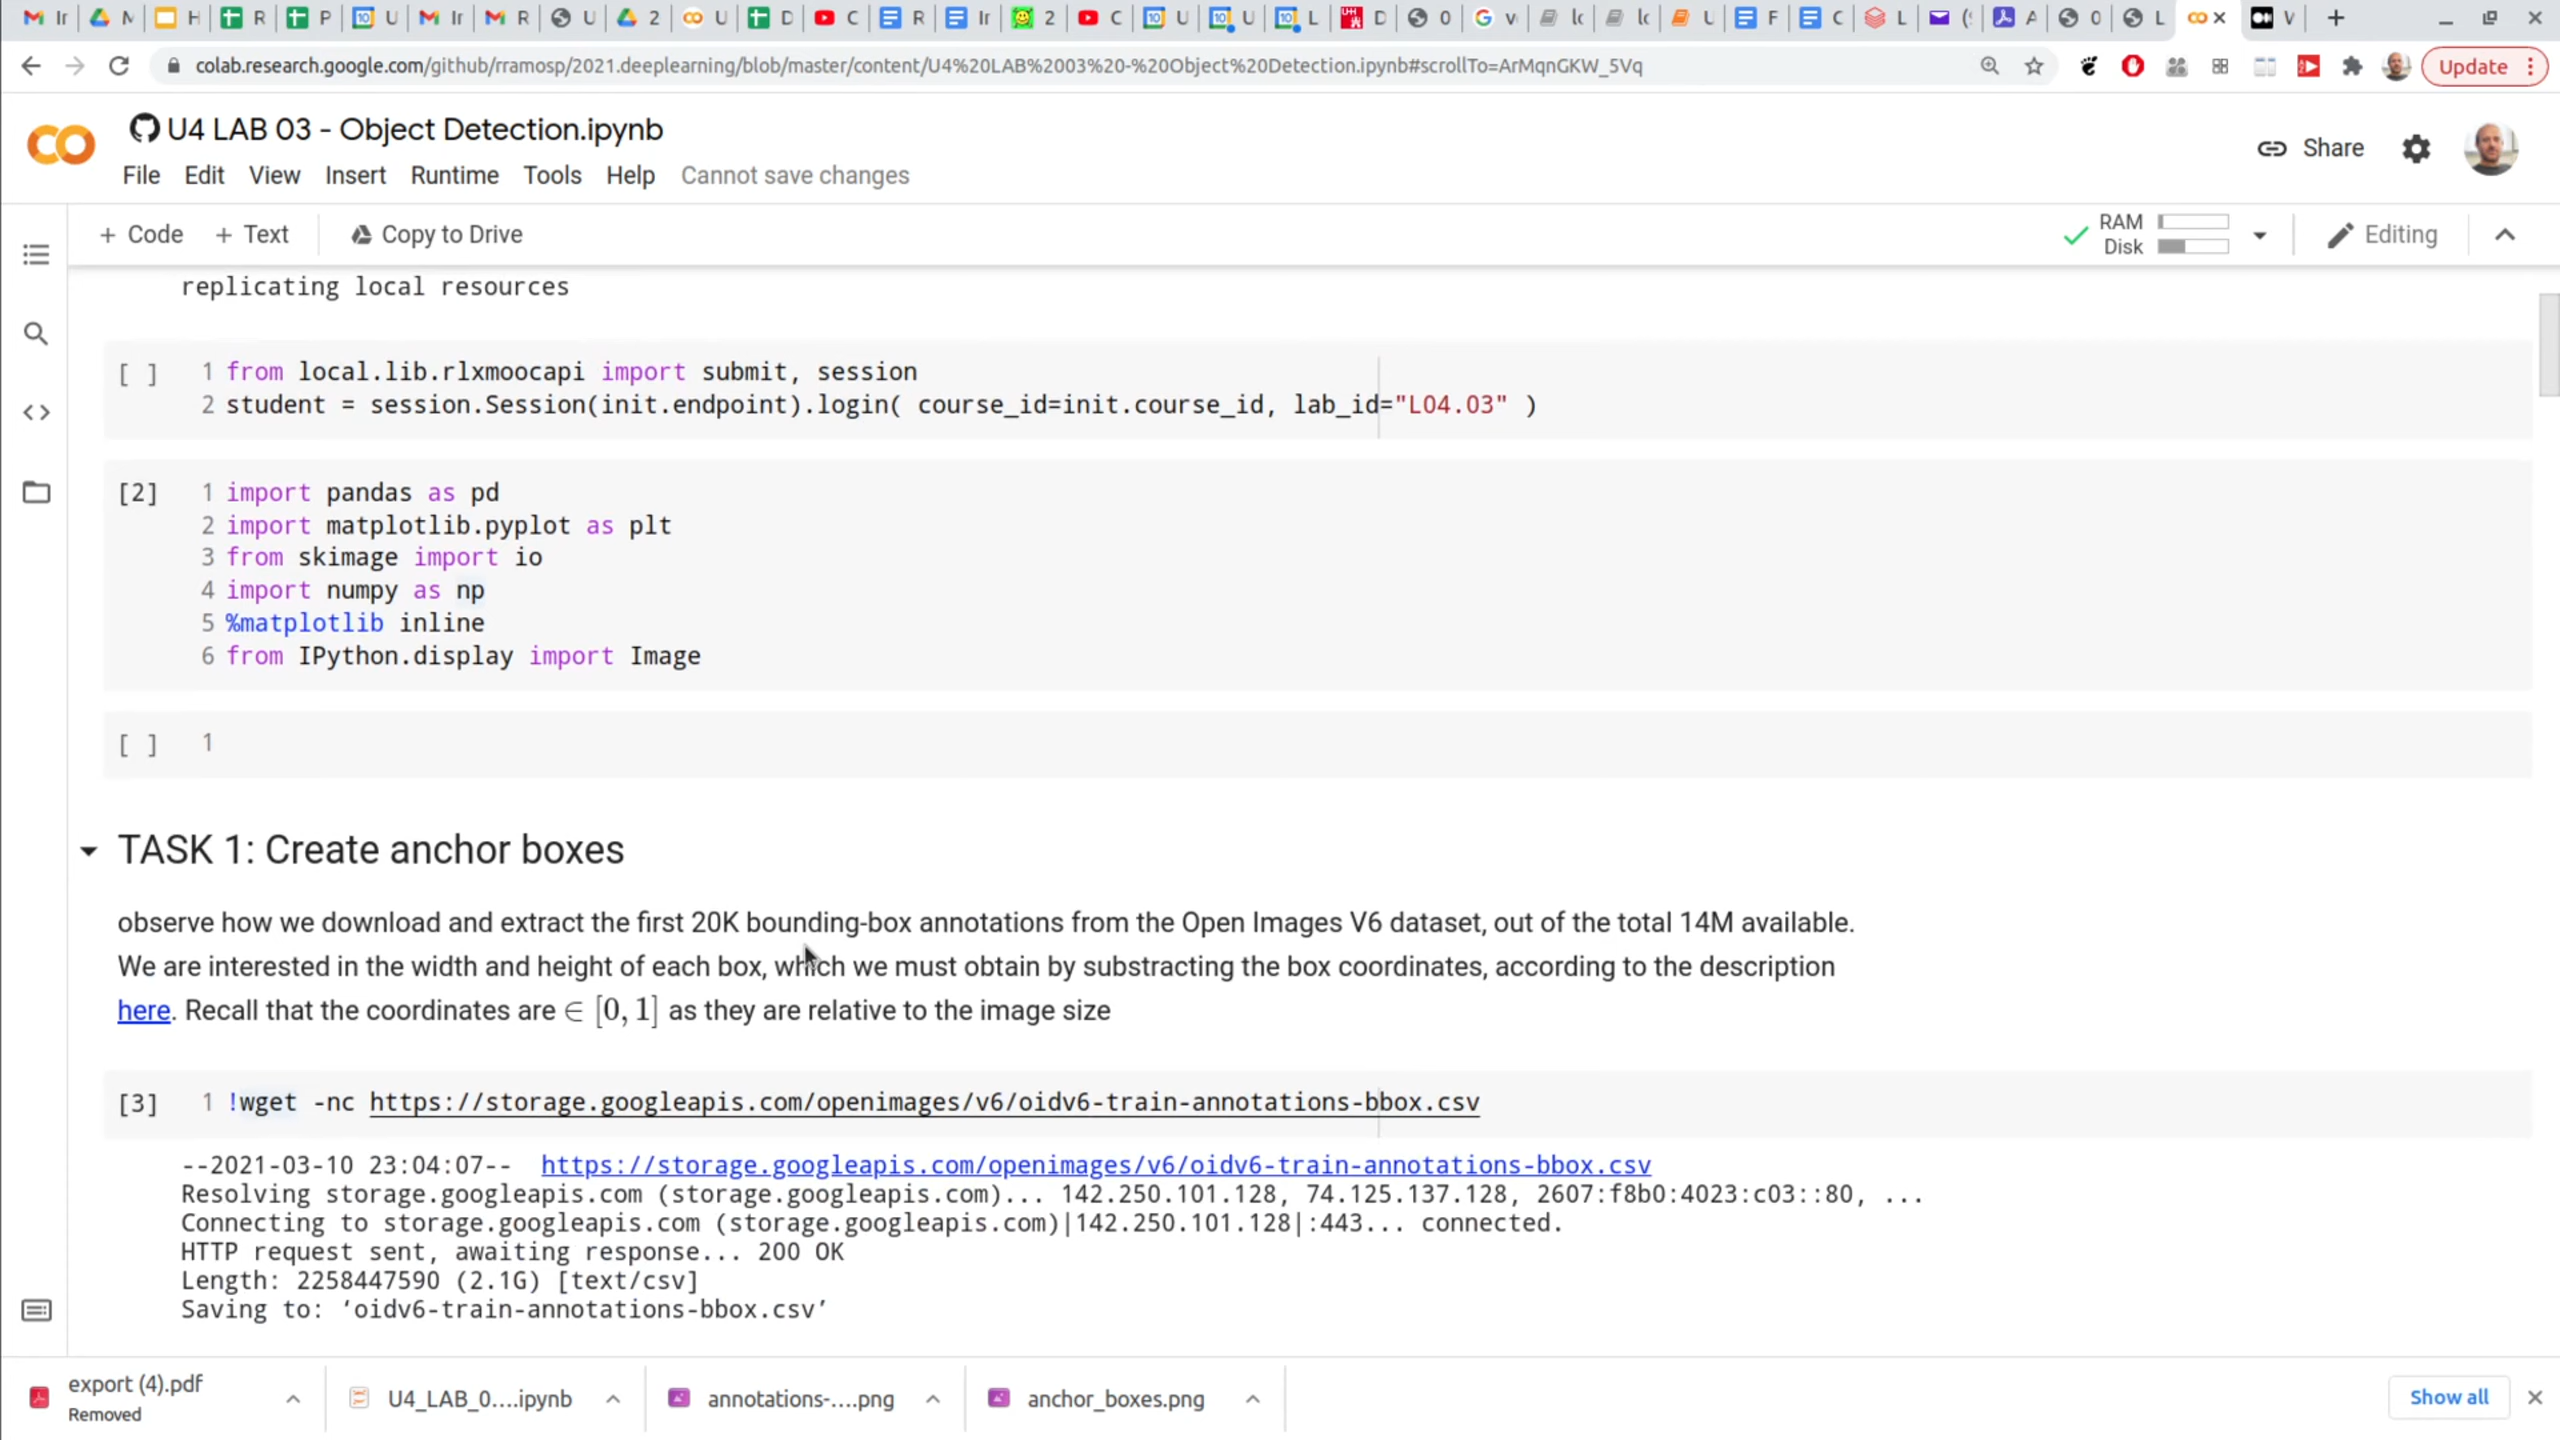 Ir M H R P U Ir R U 2 U D C R Ir 2 C U U L D 0 v lc lc U F C L ( A 0 L V
colab.research.google.com/github/rramosp/2021.deeplearning/blob/master/content/U4%20LAB%2003%20-%20Object%20Detection.ipynb#scrollTo=ArMqnGKW_5Vq Update
U4 LAB 03 - Object Detection.ipynb
File Edit View Insert Runtime Tools Help Cannot save changes
Share
+ Code + Text Copy to Drive
RAM
Disk
Editing
replicating local resources
[ ] 1 from local.lib.rlxmoocapi import submit, session
2 student = session.Session(init.endpoint).login( course_id=init.course_id, lab_id="L04.03" )
[2] 1 import pandas as pd
2 import matplotlib.pyplot as plt
3 from skimage import io
4 import numpy as np
5 %matplotlib inline
6 from IPython.display import Image
[ ] 1
TASK 1: Create anchor boxes
observe how we download and extract the first 20K bounding-box annotations from the Open Images V6 dataset, out of the total 14M available.
We are interested in the width and height of each box, which we must obtain by substracting the box coordinates, according to the description
here. Recall that the coordinates are ∈ [0, 1] as they are relative to the image size
[3] 1 !wget -nc https://storage.googleapis.com/openimages/v6/oidv6-train-annotations-bbox.csv
--2021-03-10 23:04:07-- https://storage.googleapis.com/openimages/v6/oidv6-train-annotations-bbox.csv
Resolving storage.googleapis.com (storage.googleapis.com)... 142.250.101.128, 74.125.137.128, 2607:f8b0:4023:c03::80, ...
Connecting to storage.googleapis.com (storage.googleapis.com)|142.250.101.128|:443... connected.
HTTP request sent, awaiting response... 200 OK
Length: 2258447590 (2.1G) [text/csv]
Saving to: ‘oidv6-train-annotations-bbox.csv’
export (4).pdf
Removed
U4_LAB_0....ipynb
annotations-....png
anchor_boxes.png
Show all